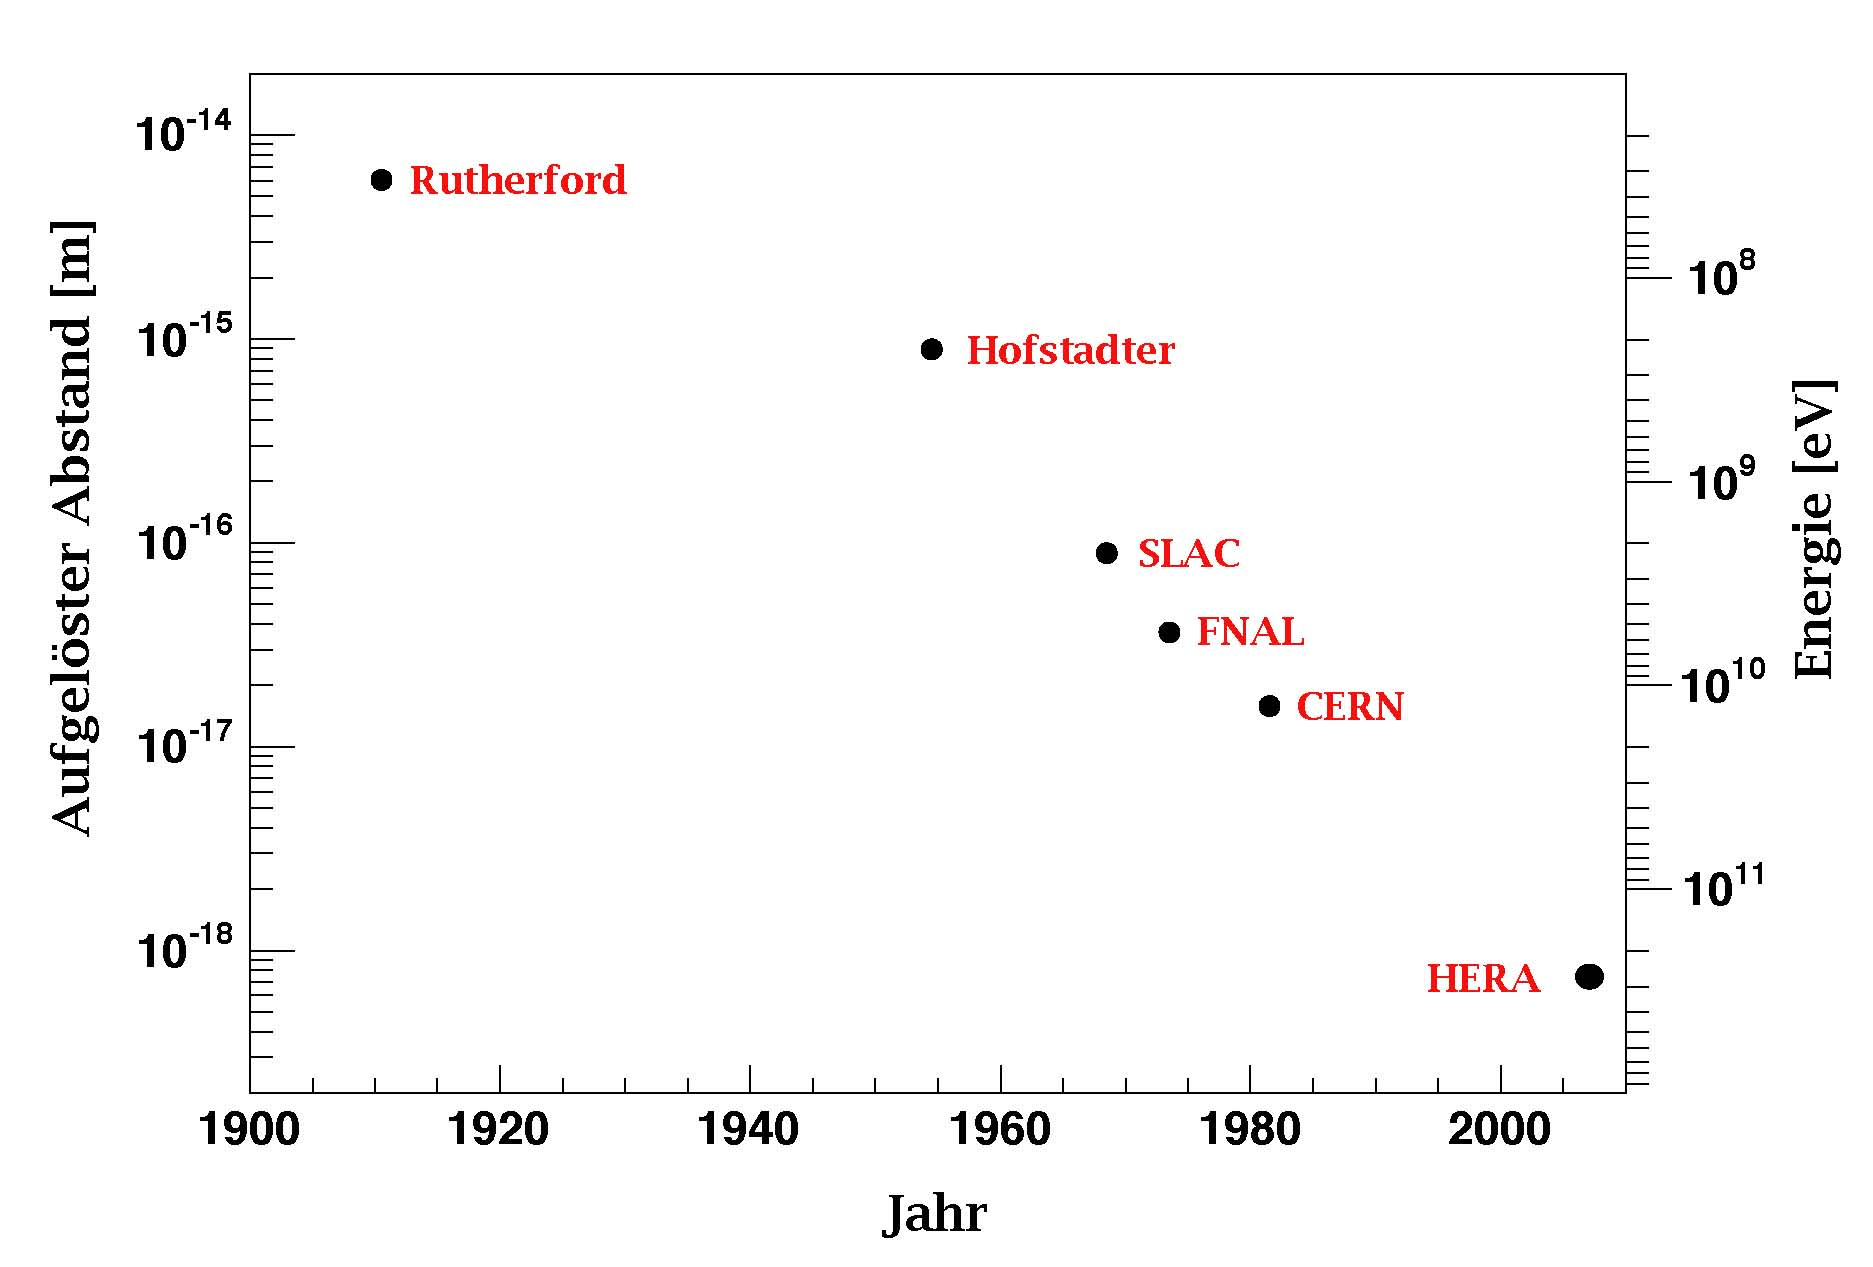 Aufgelöster Abstand [m]
10^-14
10^-15
10^-16
10^-17
10^-18
Rutherford
Hofstadter
SLAC
FNAL
CERN
HERA
10^8
10^9
10^10
10^11
Energie [eV]
1900 1920 1940 1960 1980 2000
Jahr